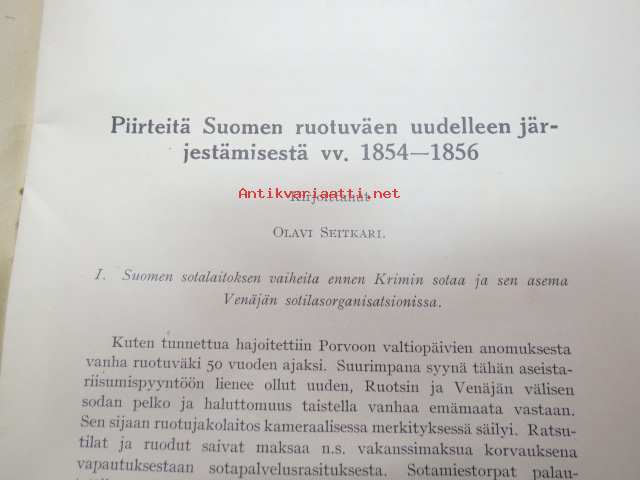 Piirteitä Suomen ruotuväen uudelleen jär-
jestämisestä vv. 1854—1856
Antikvariaatti.net
Kirjoittanut
OLAVI SEITKARI.
I. Suomen sotalaitoksen vaiheita ennen Krimin sotaa ja sen asema
Venäjän sotilasorganisatsionissa.
Kuten tunnettua hajoitettiin Porvoon valtiopäivien anomuksesta
vanha ruotuväki 50 vuoden ajaksi. Suurimpana syynä tähän aseista-
riisumispyyntöön lienee ollut uuden, Ruotsin ja Venäjän välisen
sodan pelko ja haluttomuus taistella vanhaa emämaata vastaan.
Sen sijaan ruotujakolaitos kameraalisessa merkityksessä säilyi. Ratsu-
tilat ja ruodut saivat maksaa n.s. vakanssimaksua korvauksena
vapautuksestaan sotapalvelusrasituksesta. Sotamiestorpat palau-